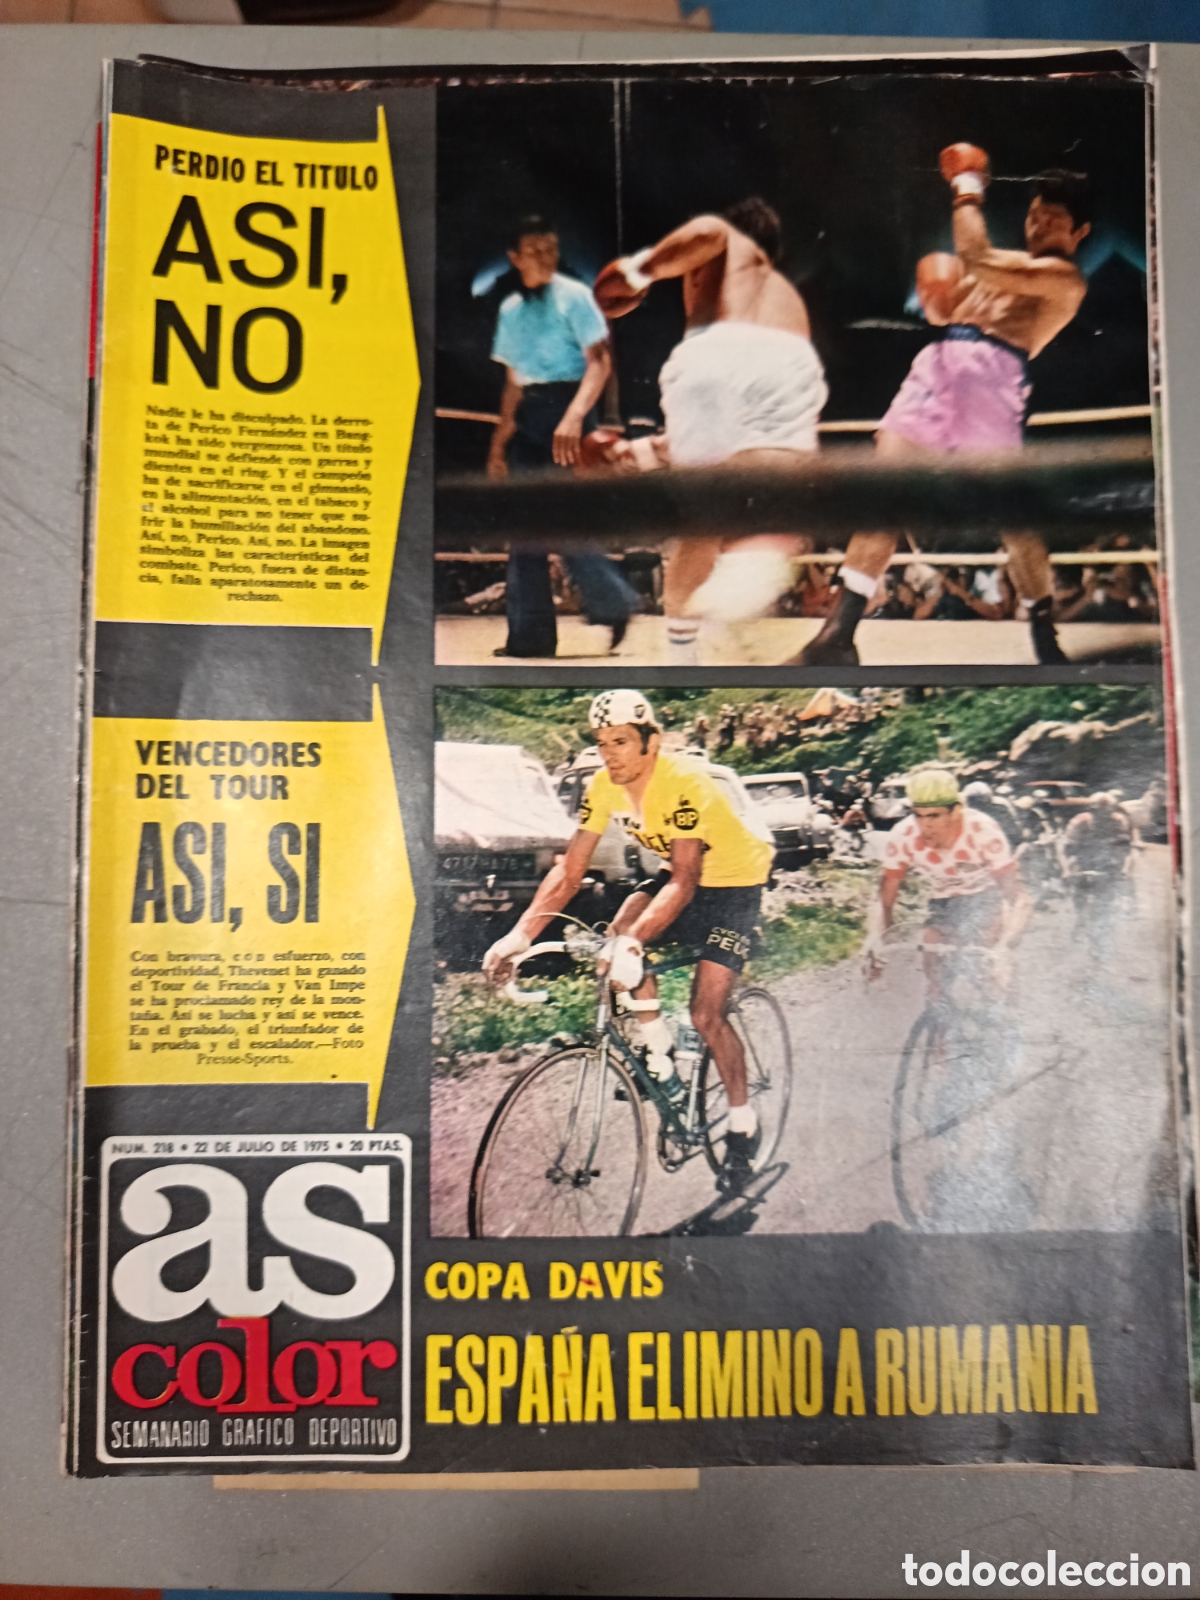 PERDIO EL TITULO
ASI,
NO
Nadie le ha disculpado. La derro-
ta de Perico Fernández en Bang-
kok ha sido vergonzosa. Un título
mundial se defiende con garras y
dientes en el ring. Y el campeón
ha de sacrificarse en el gimnasio,
en la alimentación, en el tabaco y
el alcohol para no tener que su-
frir la humillación del abandono.
Así, no, Perico. Así, no. La imagen
simboliza las características del
combate. Perico, fuera de distan-
cia, falla aparatosamente un de-
rechazo.
VENCEDORES
DEL TOUR
ASI, SI
Con bravura, con esfuerzo, con
deportividad, Thevenet ha ganado
el Tour de Francia y Van Impe
se ha proclamado rey de la mon-
taña. Así se lucha y así se vence.
En el grabado, el triunfador de
la prueba y el escalador.—Foto
Presse-Sports.
BP
CYCLES
PEU
NUM. 218 • 22 DE JULIO DE 1975 • 20 PTAS.
as
color
SEMANARIO GRAFICO DEPORTIVO
COPA DAVIS
ESPAÑA ELIMINO A RUMANIA
todocoleccion